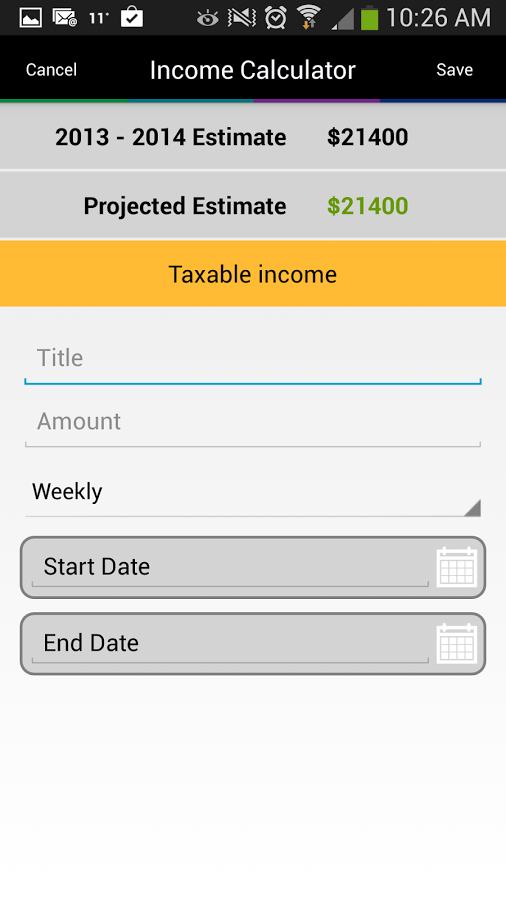 11° 10:26 AM
Cancel Income Calculator Save
2013 - 2014 Estimate $21400
Projected Estimate $21400
Taxable income
Title
Amount
Weekly
Start Date
End Date